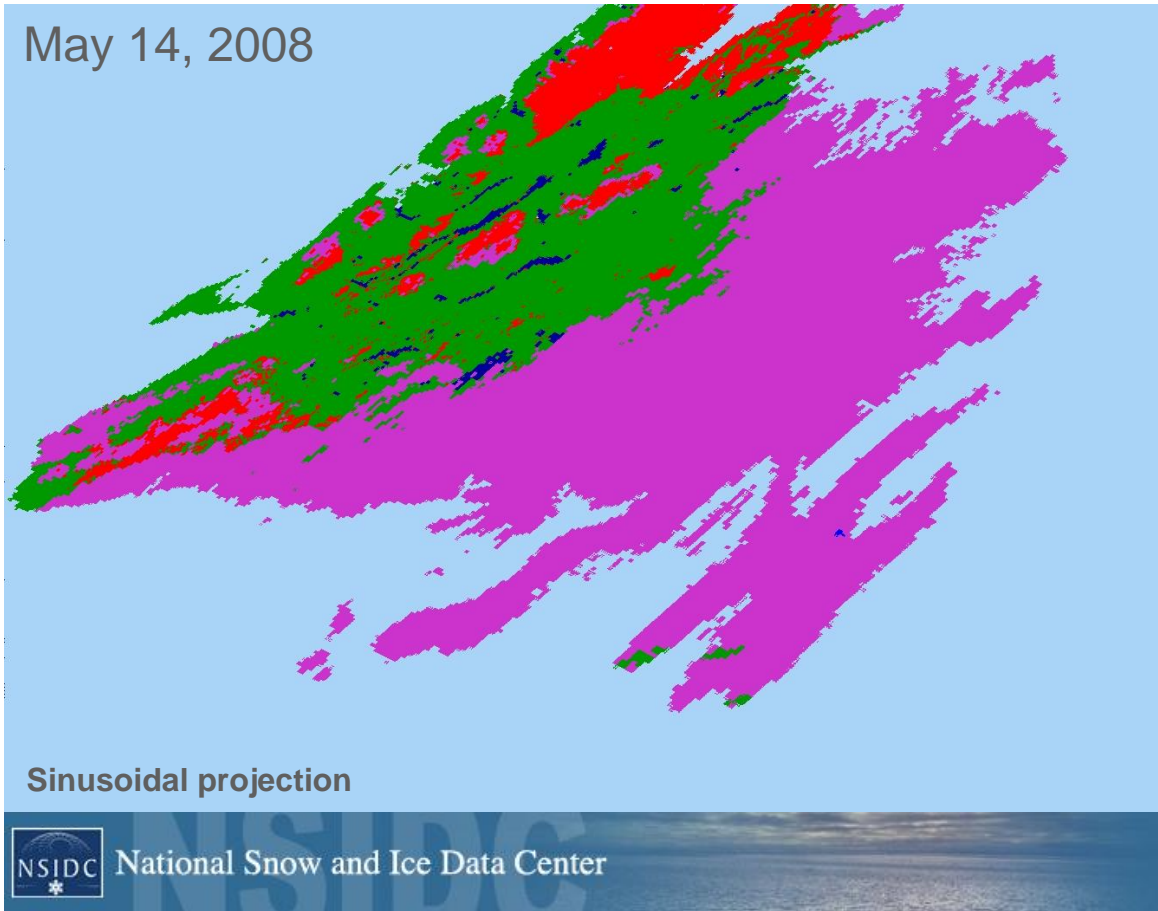 May 14, 2008
Sinusoidal projection
NSIDC
NSIDC
National Snow and Ice Data Center